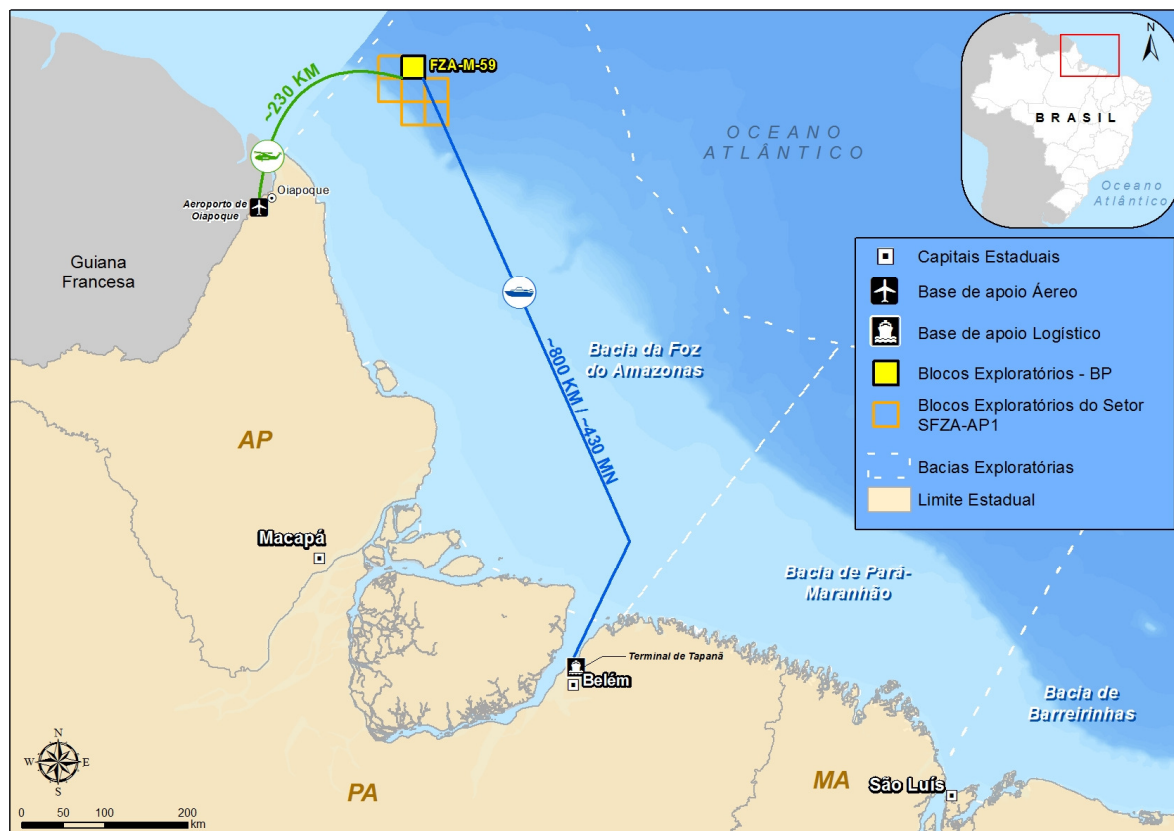 FZA-M-59
~230 KM
OCEANO
ATLÂNTICO
N
BRASIL
Oceano
Atlântico
Oiapoque
Aeroporto de
Oiapoque
Guiana
Francesa
Capitais Estaduais
Base de apoio Áereo
Base de apoio Logístico
Blocos Exploratórios - BP
Blocos Exploratórios do Setor
SFZA-AP1
Bacias Exploratórias
Limite Estadual
Bacia da Foz
do Amazonas
~800 KM / ~430 MN
AP
Macapá
Bacia de Pará-
Maranhão
Terminal de Tapanã
Belém
Bacia de
Barreirinhas
N
W E
S
PA
MA
São Luís
0 50 100 200
km